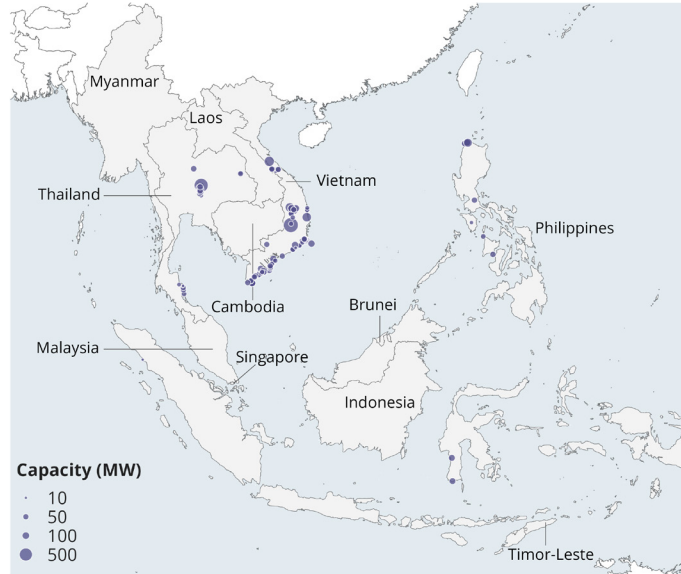 Myanmar
Laos
Thailand
Vietnam
Philippines
Cambodia
Brunei
Malaysia
Singapore
Indonesia
Capacity (MW)
10
50
100
500
Timor-Leste